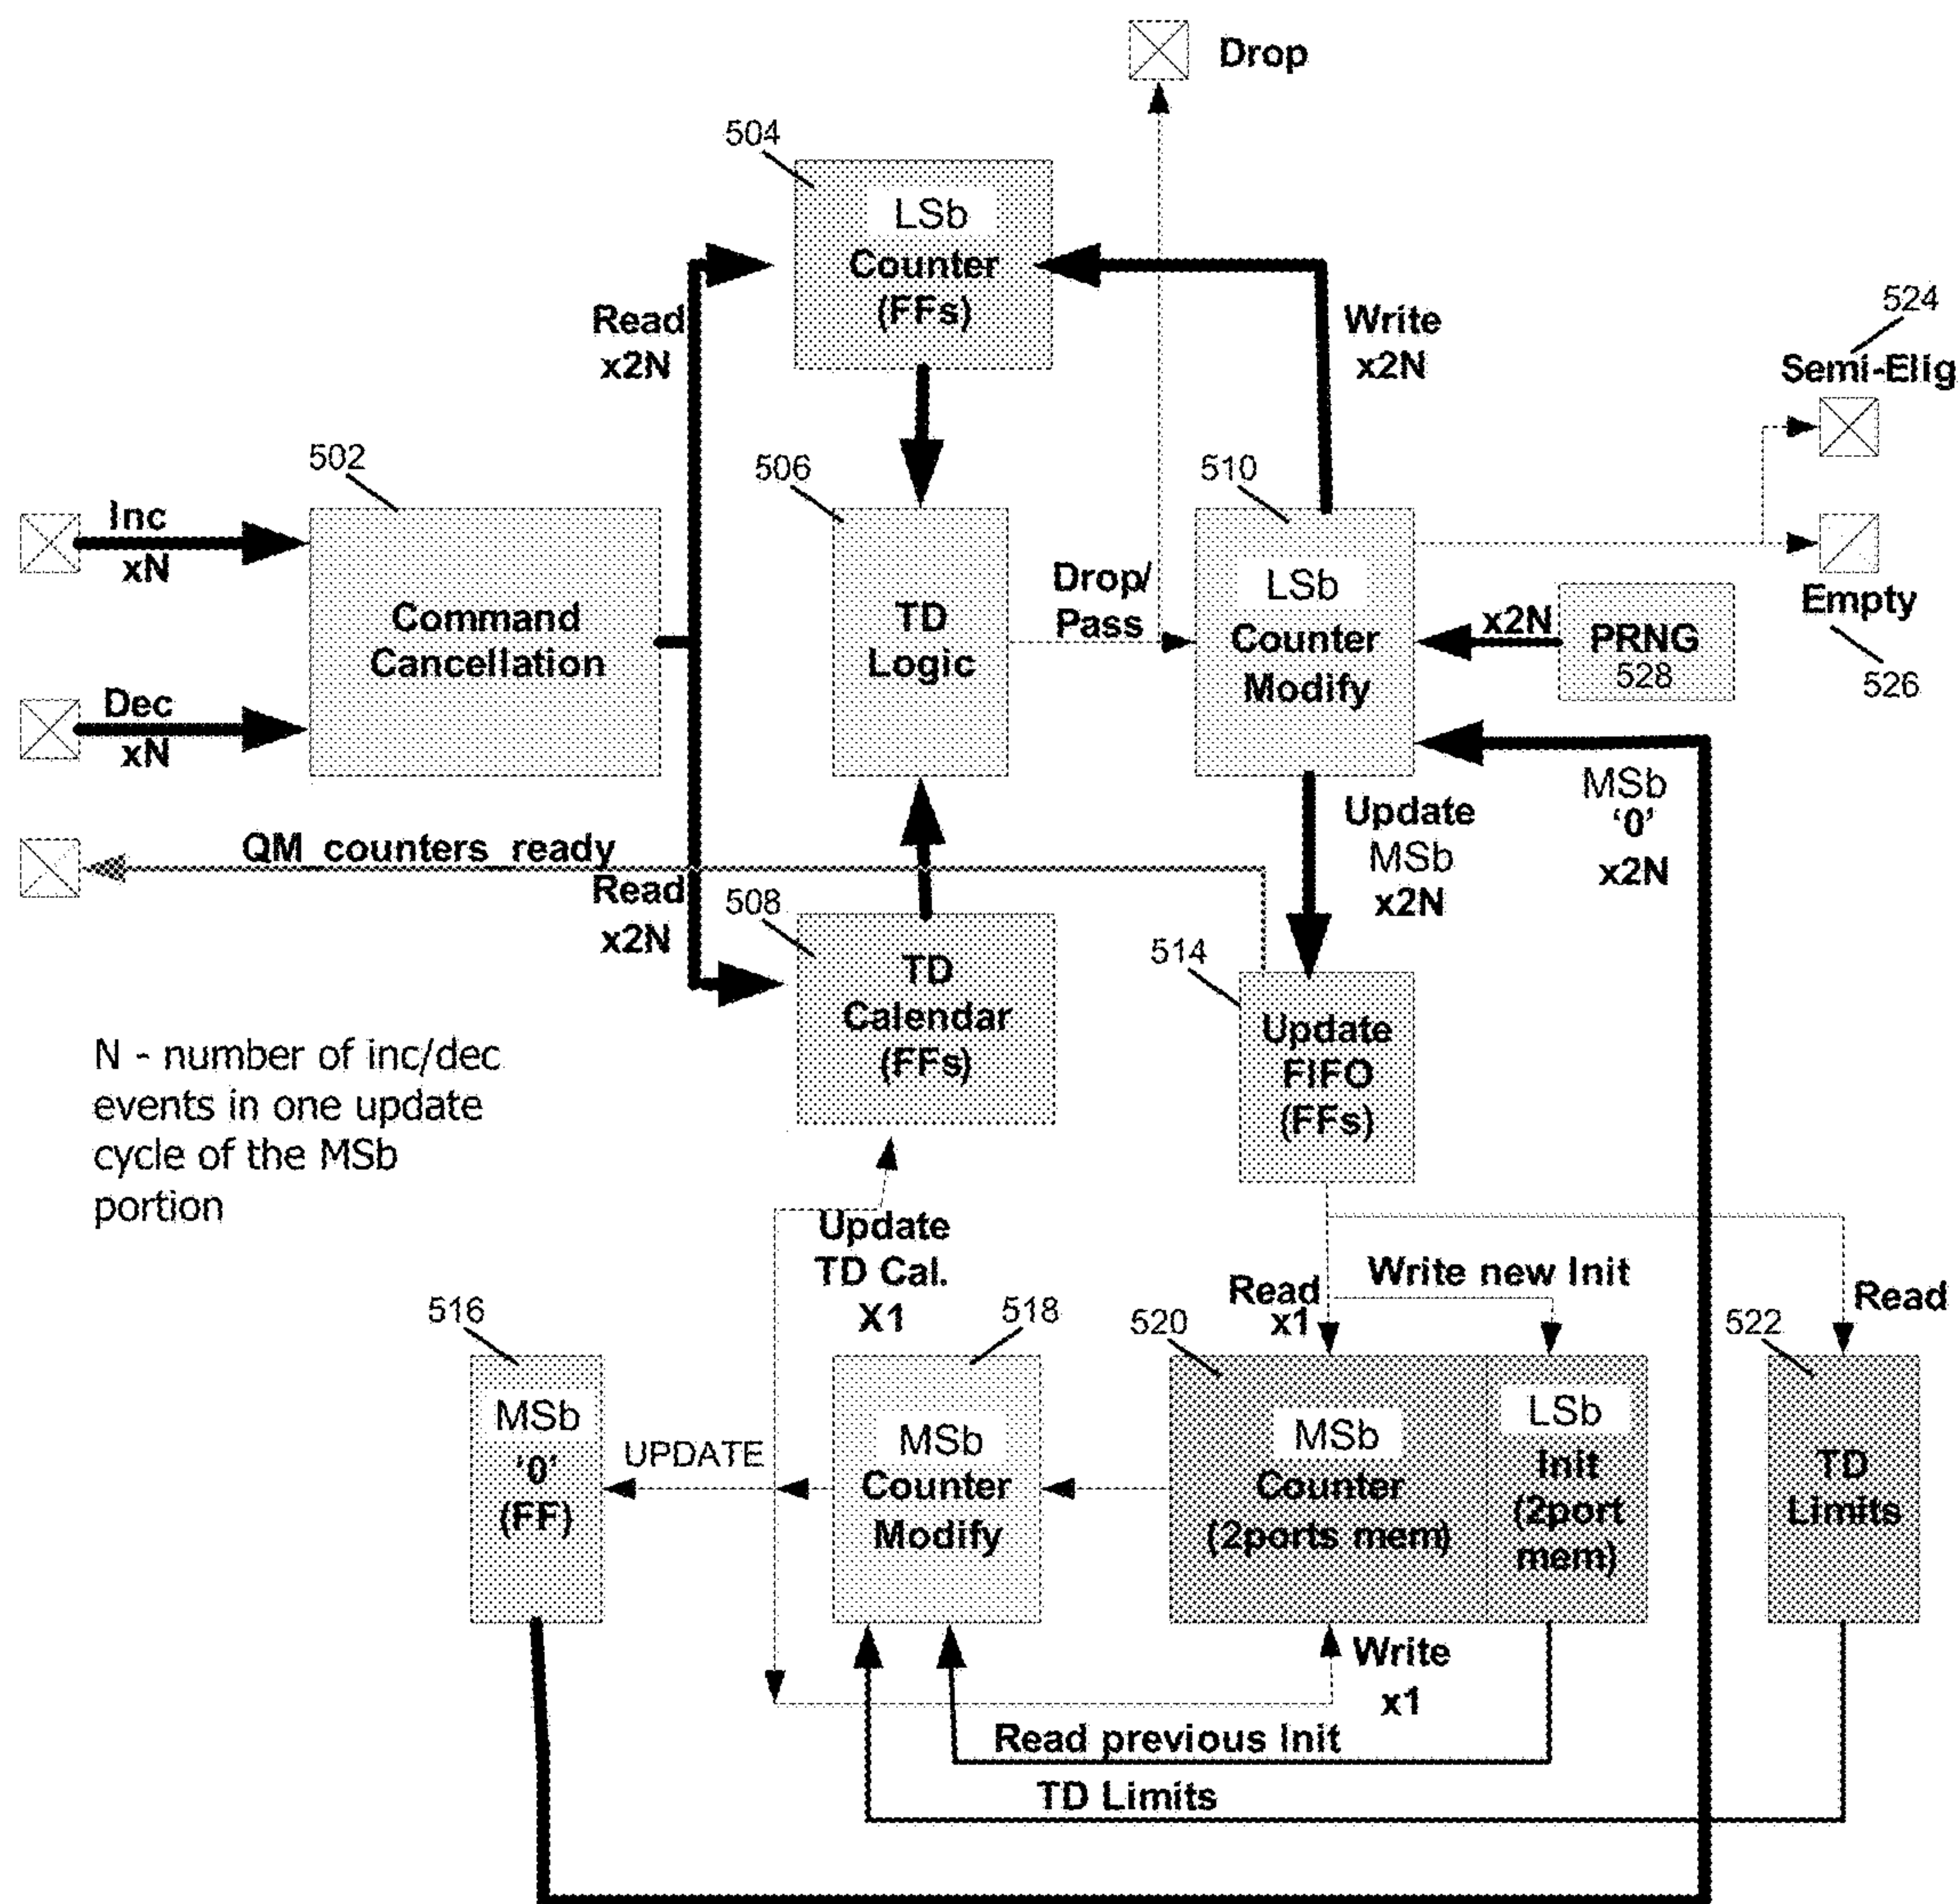 Drop
504
LSb
Counter
(FFs)
Read
x2N
Write
x2N
524
Semi-Elig
502
506
510
Inc
xN
Command
Cancellation
TD
Logic
Drop/
Pass
LSb
Counter
Modify
x2N
PRNG
528
Empty
526
Dec
xN
MSb
'0'
x2N
Update
MSb
x2N
QM_counters_ready
Read
x2N
508
TD
Calendar
(FFs)
514
Update
FIFO
(FFs)
N - number of inc/dec
events in one update
cycle of the MSb
portion
Update
TD Cal.
X1
Write new Init
Read
x1
Read
516
518
520
522
MSb
'0'
(FF)
UPDATE
MSb
Counter
Modify
MSb
Counter
(2ports mem)
LSb
Init
(2port
mem)
TD
Limits
Write
x1
Read previous Init
TD Limits